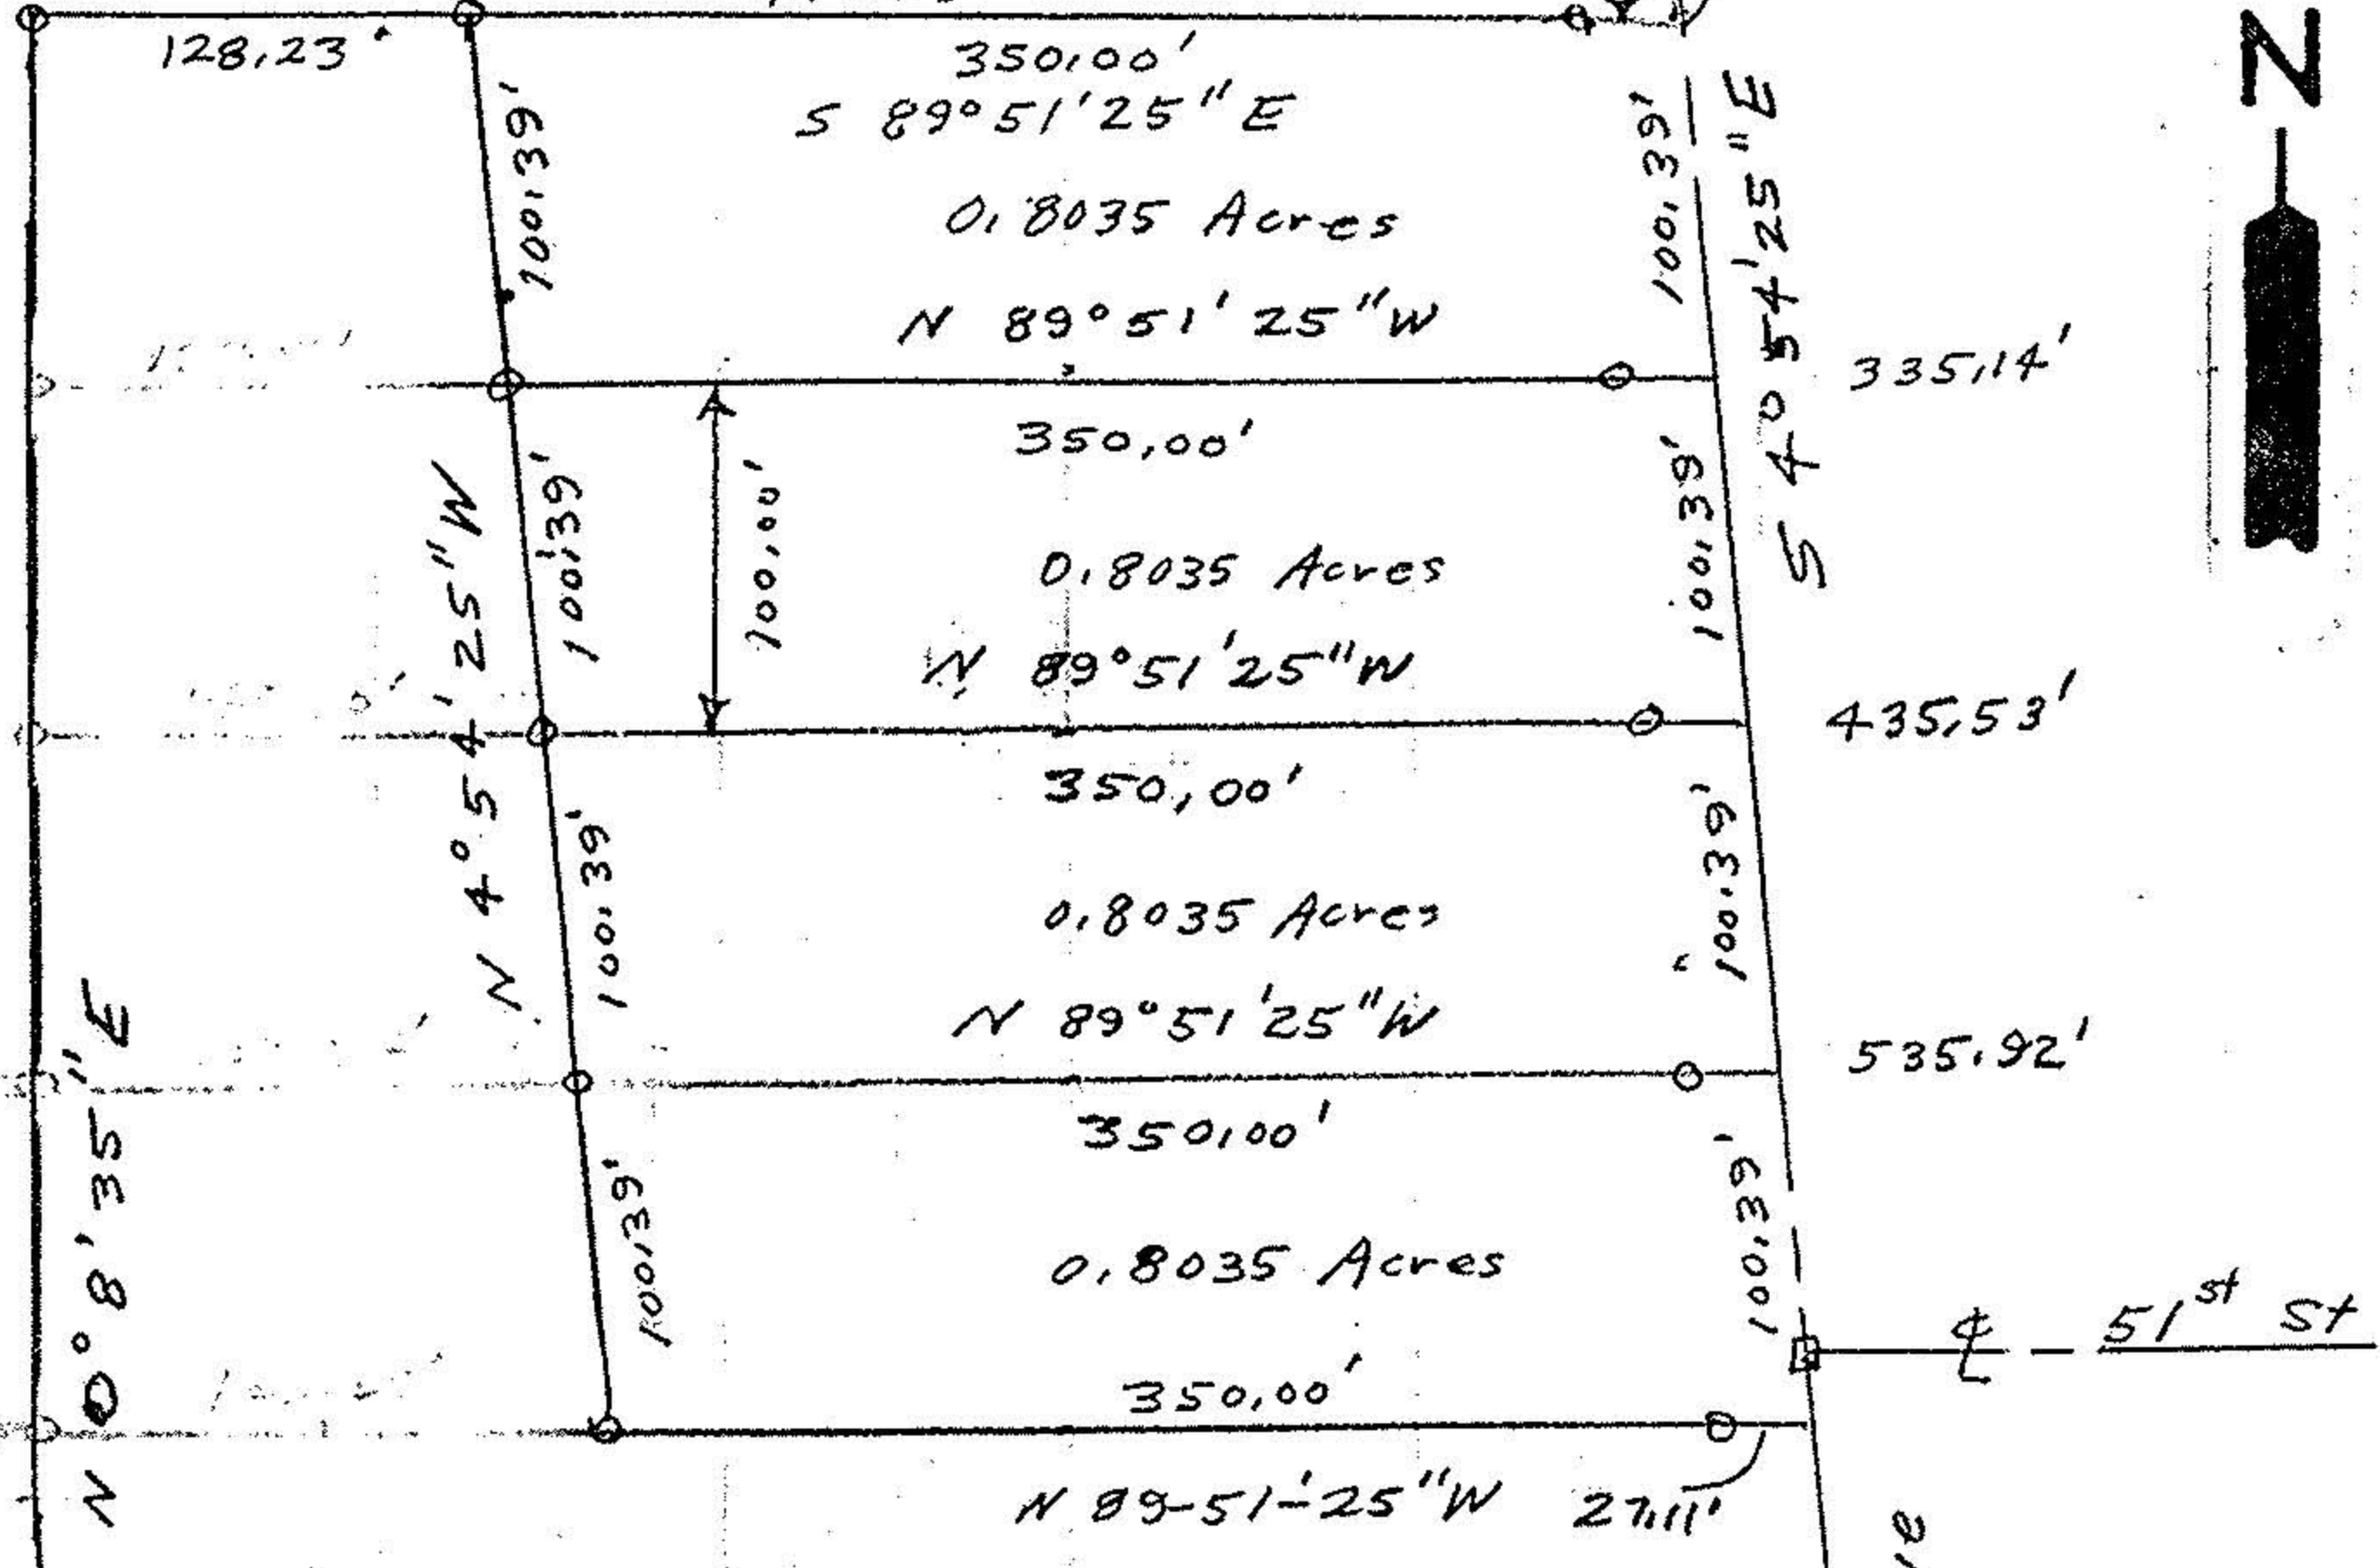 N
128.23'
350.00'
S 89°51'25" E
100.39'
100.39'
0.8035 Acres
S 4°54'25" E
N 89°51'25" W
335.14'
350.00'
100.39'
100.00'
100.39'
0.8035 Acres
N 4°54'25" W
N 89°51'25" W
435.53'
350.00'
100.39'
100.39'
0.8035 Acres
N 89°51'25" W
535.92'
350.00'
N 0°8'35" E
100.39'
100.39'
0.8035 Acres
℄ 51st St
350.00'
N 89-51-25" W 27.11'